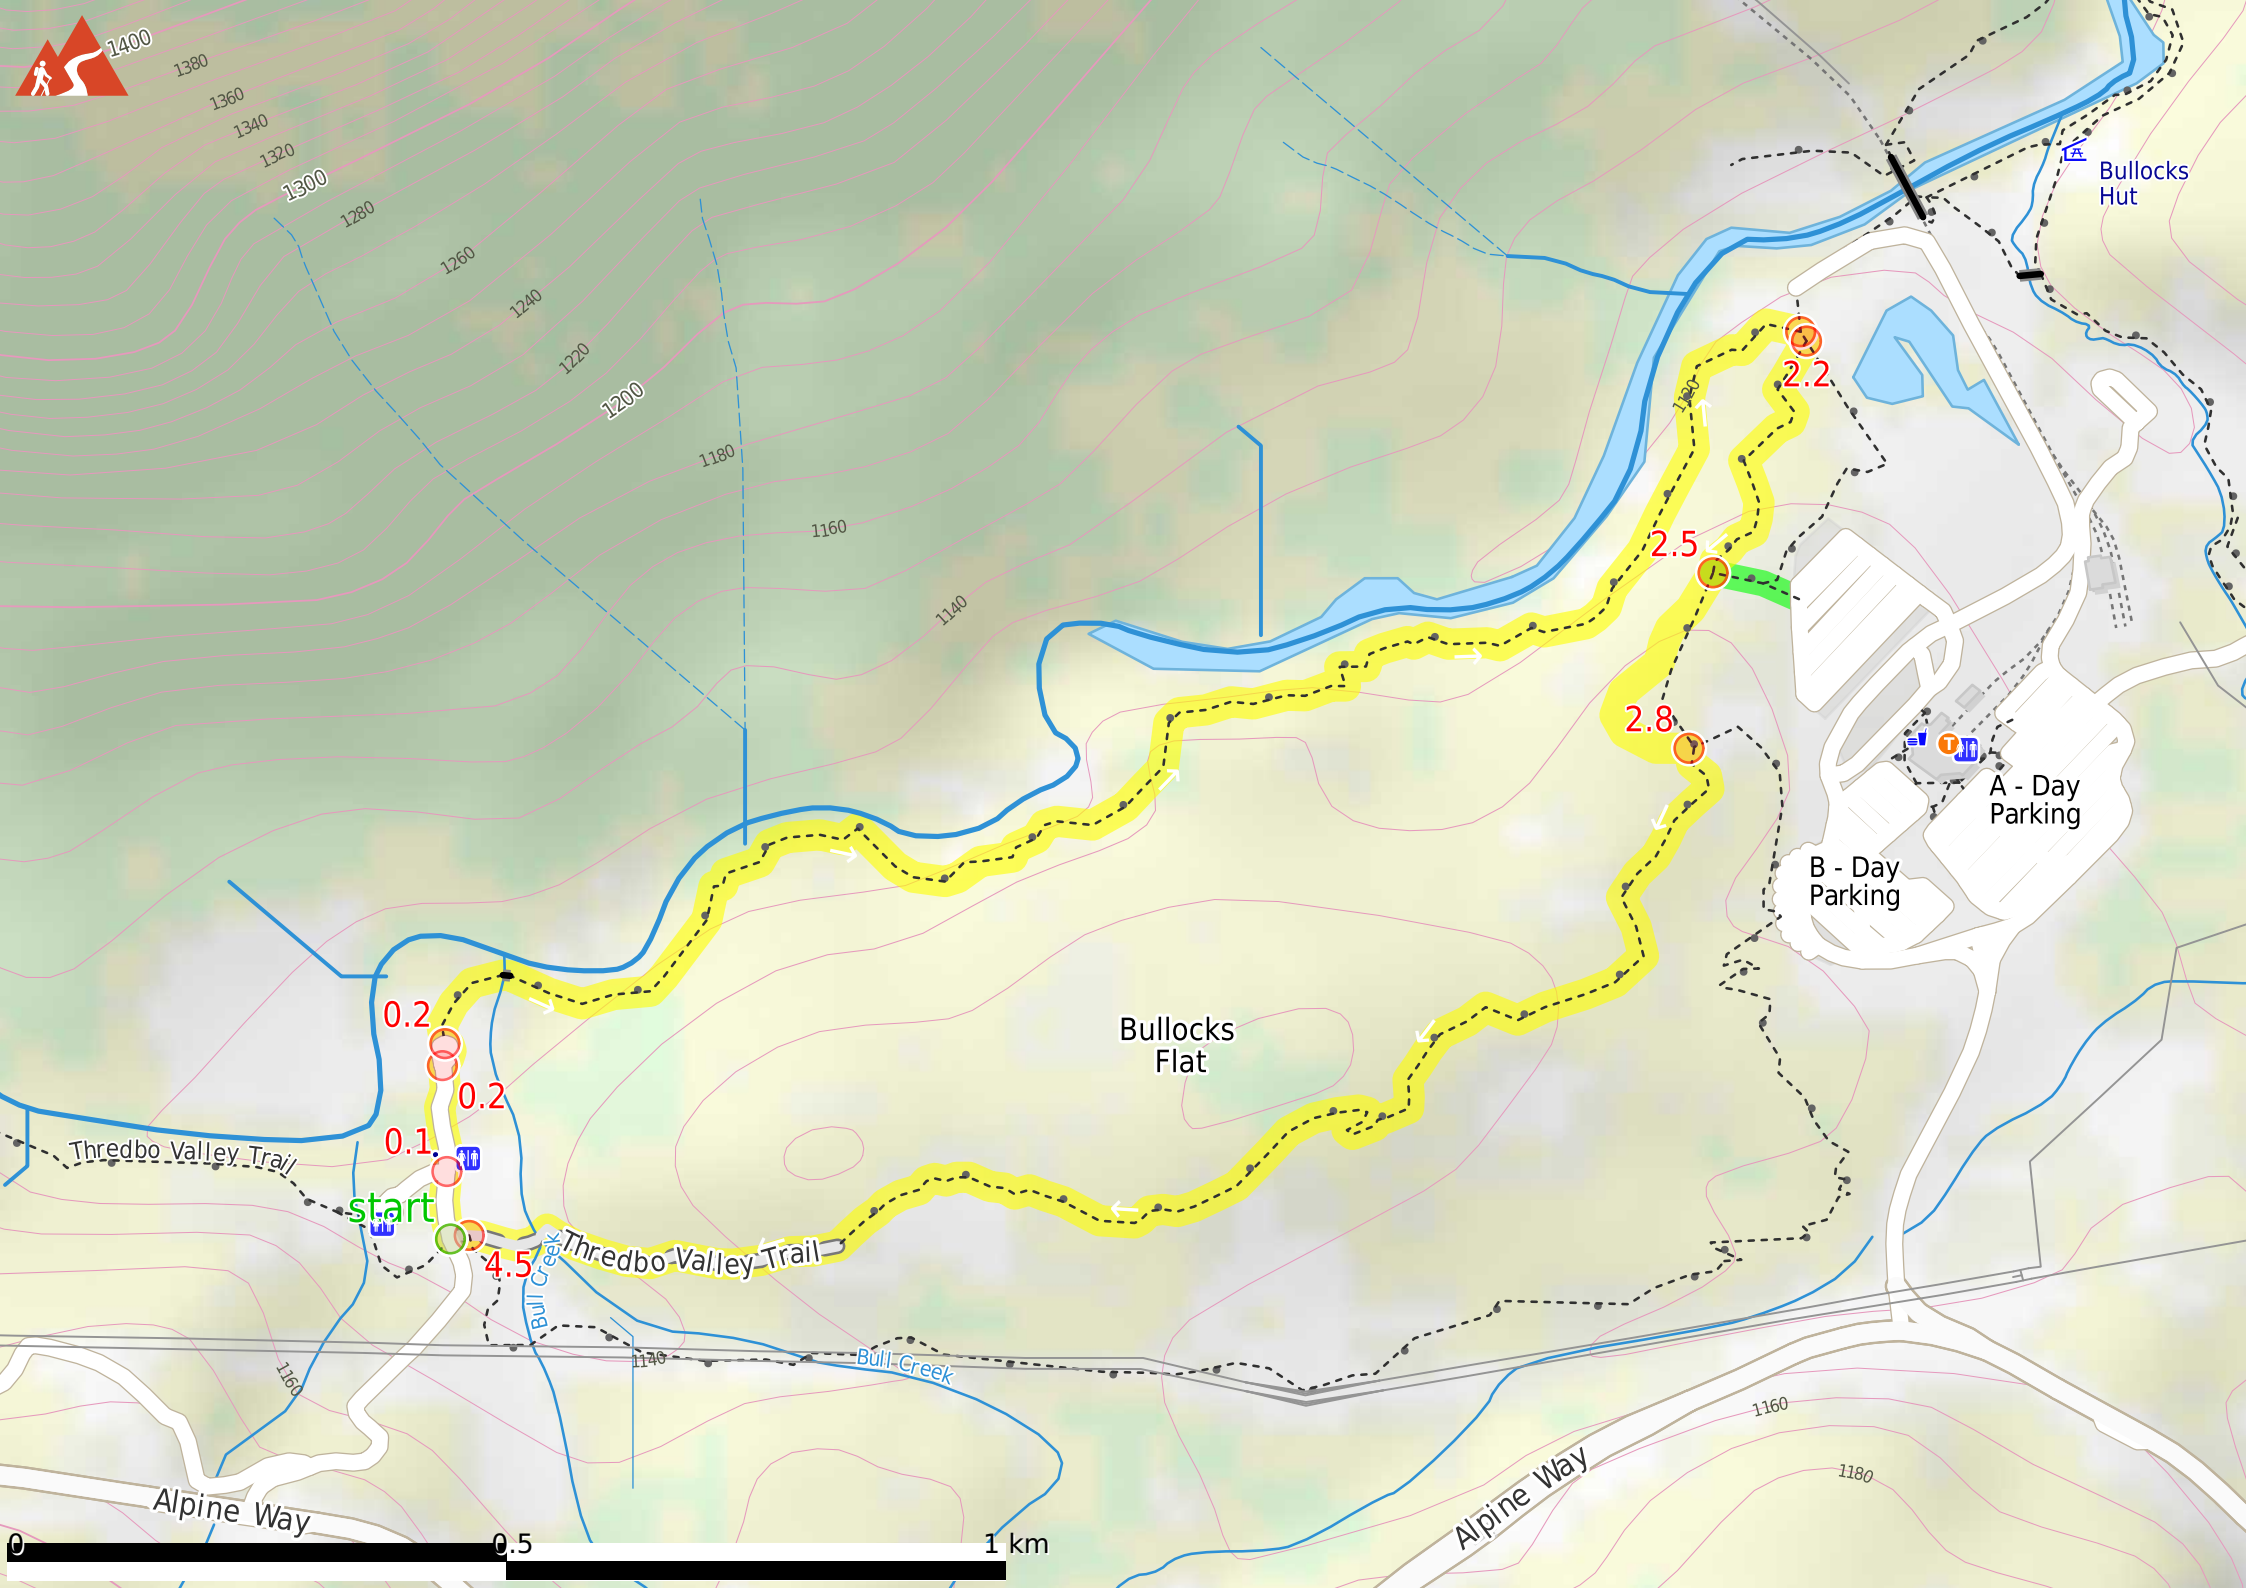 1400
1380
1360
1340
1320
1300
1280
1260
1240
1220
1200
1180
1160
1140
1120
Bullocks
Hut
2.2
2.5
2.8
T
A - Day
Parking
B - Day
Parking
Bullocks
Flat
0.2
0.2
0.1
Thredbo Valley Trail
start
4.5
Thredbo Valley Trail
Bull Creek
Bull Creek
1140
1160
1160
1180
Alpine Way
Alpine Way
0
0.5
1 km